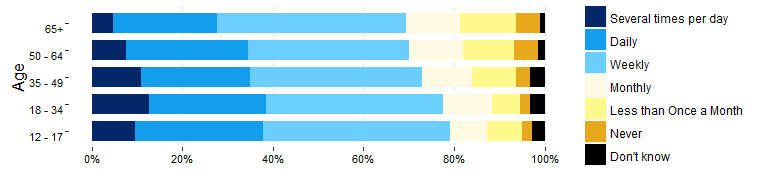 Age
65+
50 - 64
35 - 49
18 - 34
12 - 17
0% 20% 40% 60% 80% 100%
Several times per day
Daily
Weekly
Monthly
Less than Once a Month
Never
Don't know